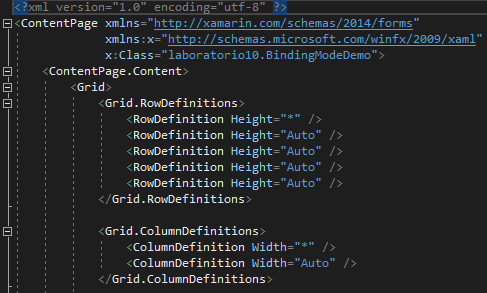 <?xml version="1.0" encoding="utf-8" ?>
<ContentPage xmlns="http://xamarin.com/schemas/2014/forms"
xmlns:x="http://schemas.microsoft.com/winfx/2009/xaml"
x:Class="laboratorio10.BindingModeDemo">
<ContentPage.Content>
<Grid>
<Grid.RowDefinitions>
<RowDefinition Height="*" />
<RowDefinition Height="Auto" />
<RowDefinition Height="Auto" />
<RowDefinition Height="Auto" />
<RowDefinition Height="Auto" />
</Grid.RowDefinitions>
<Grid.ColumnDefinitions>
<ColumnDefinition Width="*" />
<ColumnDefinition Width="Auto" />
</Grid.ColumnDefinitions>